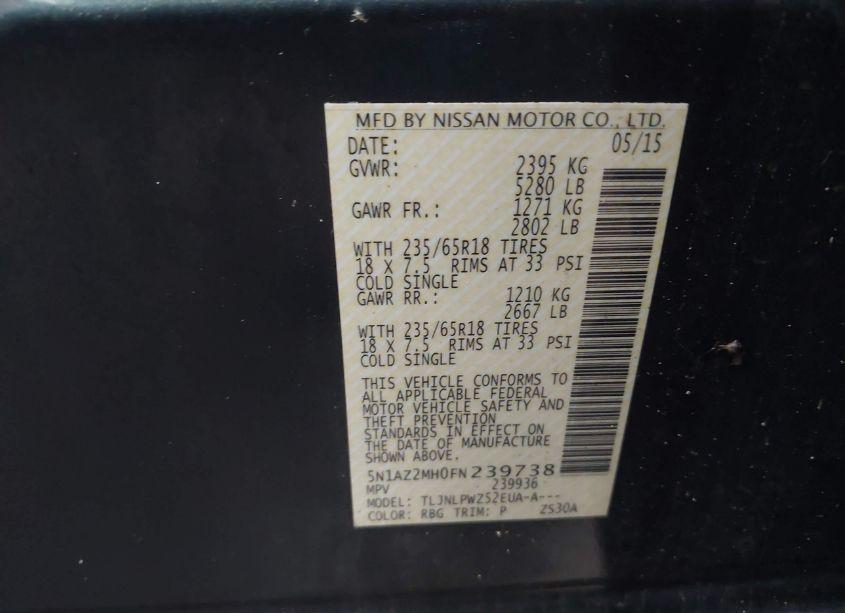 MFD BY NISSAN MOTOR CO., LTD.
DATE: 05/15
GVWR: 2395 KG
5280 LB
GAWR FR.: 1271 KG
2802 LB
WITH 235/65R18 TIRES
18 X 7.5 RIMS AT 33 PSI
COLD SINGLE
GAWR RR.: 1210 KG
2667 LB
WITH 235/65R18 TIRES
18 X 7.5 RIMS AT 33 PSI
COLD SINGLE
THIS VEHICLE CONFORMS TO
ALL APPLICABLE FEDERAL
MOTOR VEHICLE SAFETY AND
THEFT PREVENTION
STANDARDS IN EFFECT ON
THE DATE OF MANUFACTURE
SHOWN ABOVE.
5N1AZ2MH0FN239738
MPV 239936
MODEL: TLJNLPWZ52EUA-A---
COLOR: RBG TRIM: P ZS30A